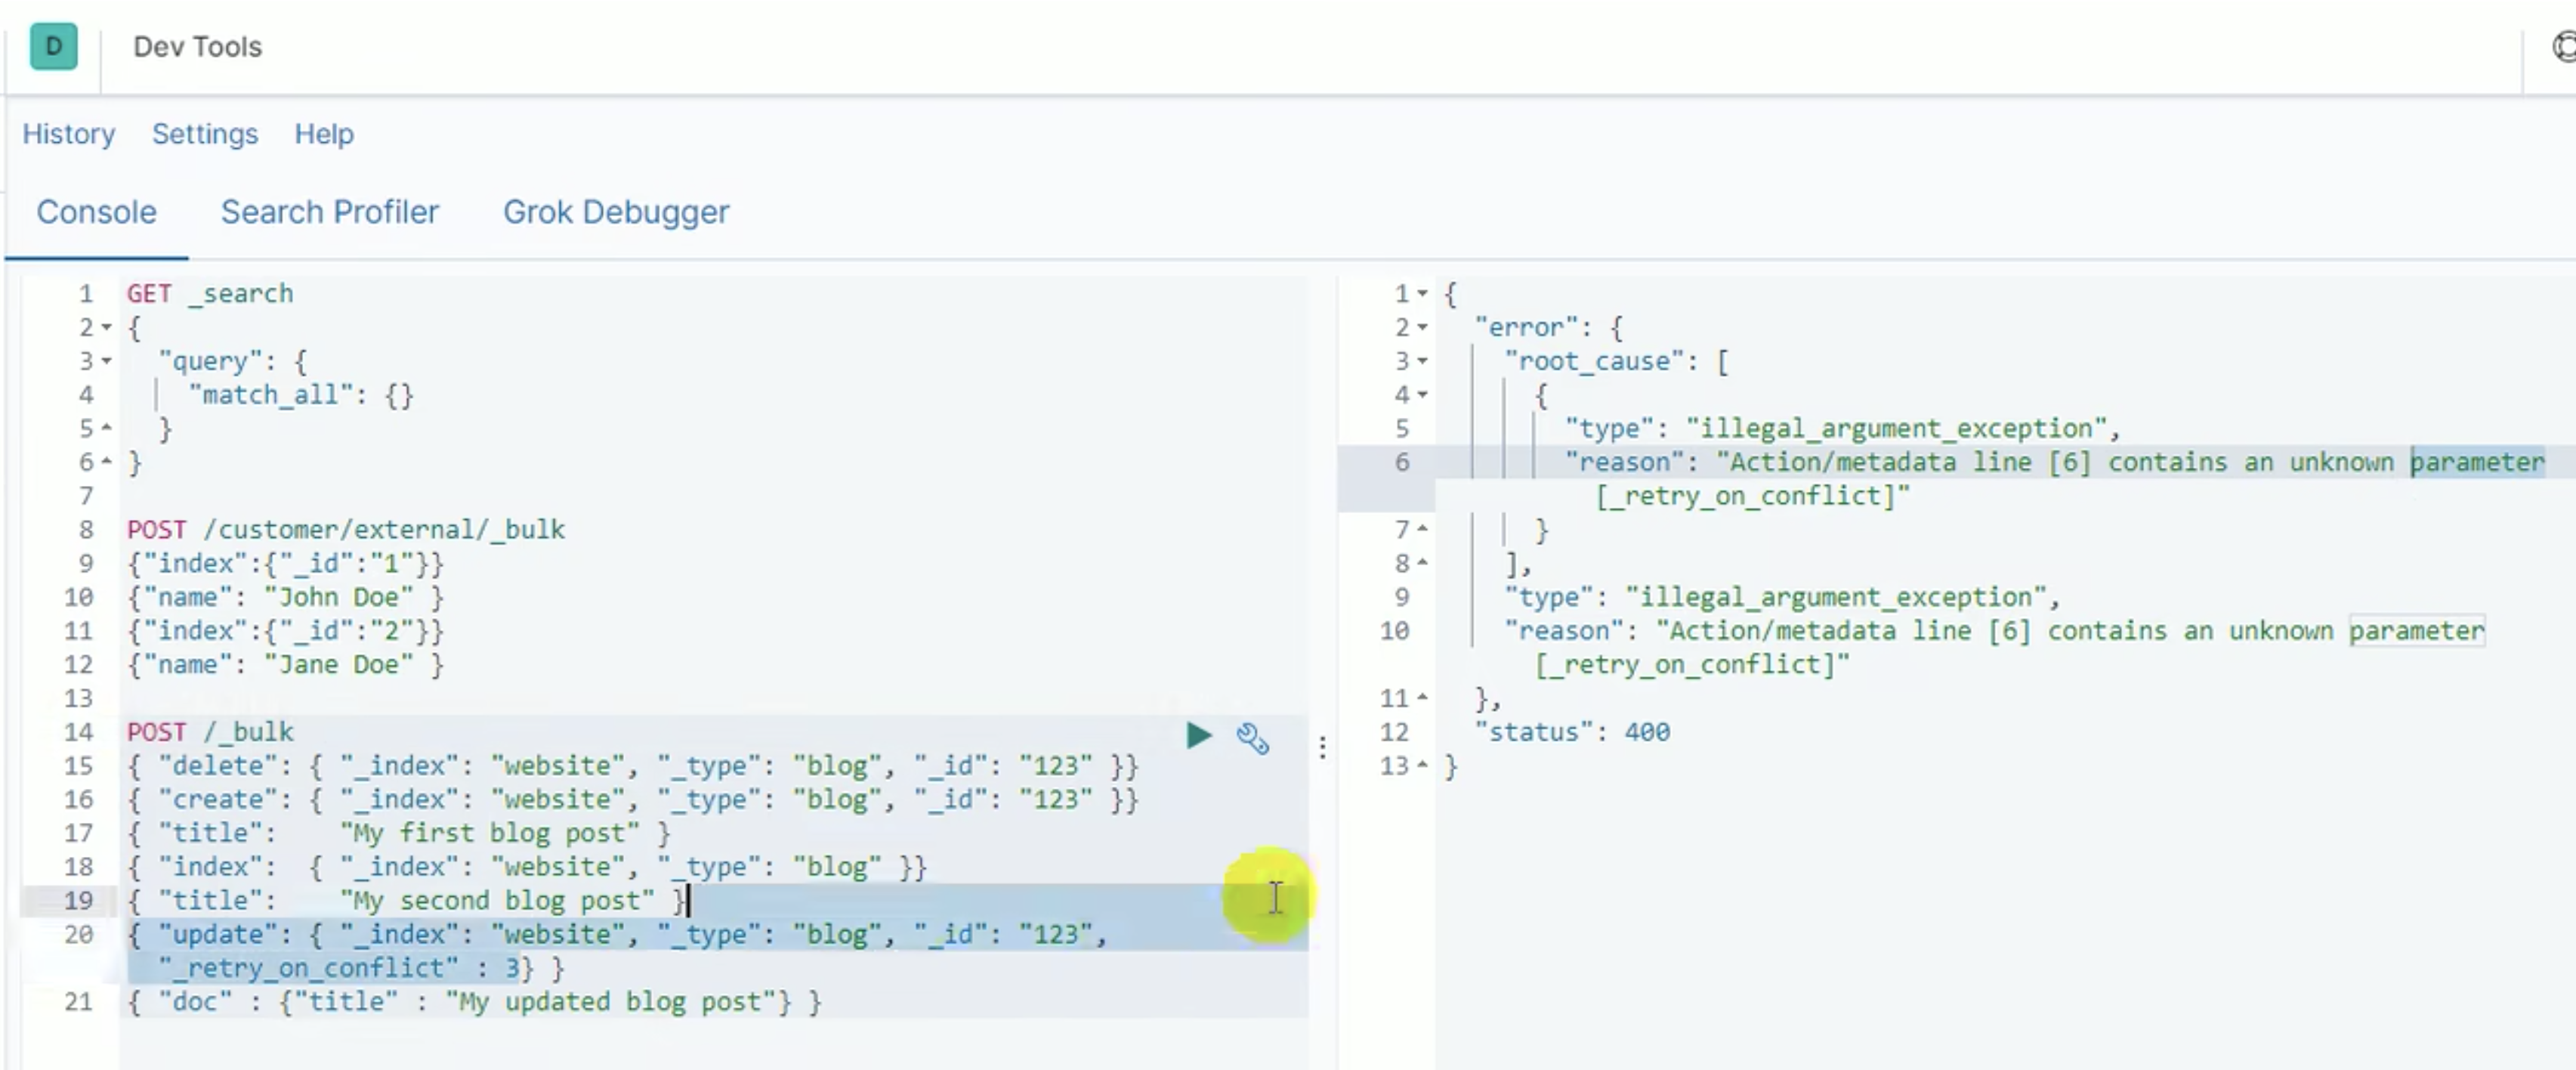 D Dev Tools
History Settings Help
Console Search Profiler Grok Debugger
1 GET _search
2 {
3 "query": {
4 "match_all": {}
5 }
6 }
7
8 POST /customer/external/_bulk
9 {"index":{"_id":"1"}}
10 {"name": "John Doe" }
11 {"index":{"_id":"2"}}
12 {"name": "Jane Doe" }
13
14 POST /_bulk
15 { "delete": { "_index": "website", "_type": "blog", "_id": "123" }}
16 { "create": { "_index": "website", "_type": "blog", "_id": "123" }}
17 { "title": "My first blog post" }
18 { "index": { "_index": "website", "_type": "blog" }}
19 { "title": "My second blog post" }
20 { "update": { "_index": "website", "_type": "blog", "_id": "123",
"_retry_on_conflict" : 3} }
21 { "doc" : {"title" : "My updated blog post"} }
1 {
2 "error": {
3 "root_cause": [
4 {
5 "type": "illegal_argument_exception",
6 "reason": "Action/metadata line [6] contains an unknown parameter
[_retry_on_conflict]"
7 }
8 ],
9 "type": "illegal_argument_exception",
10 "reason": "Action/metadata line [6] contains an unknown parameter
[_retry_on_conflict]"
11 },
12 "status": 400
13 }